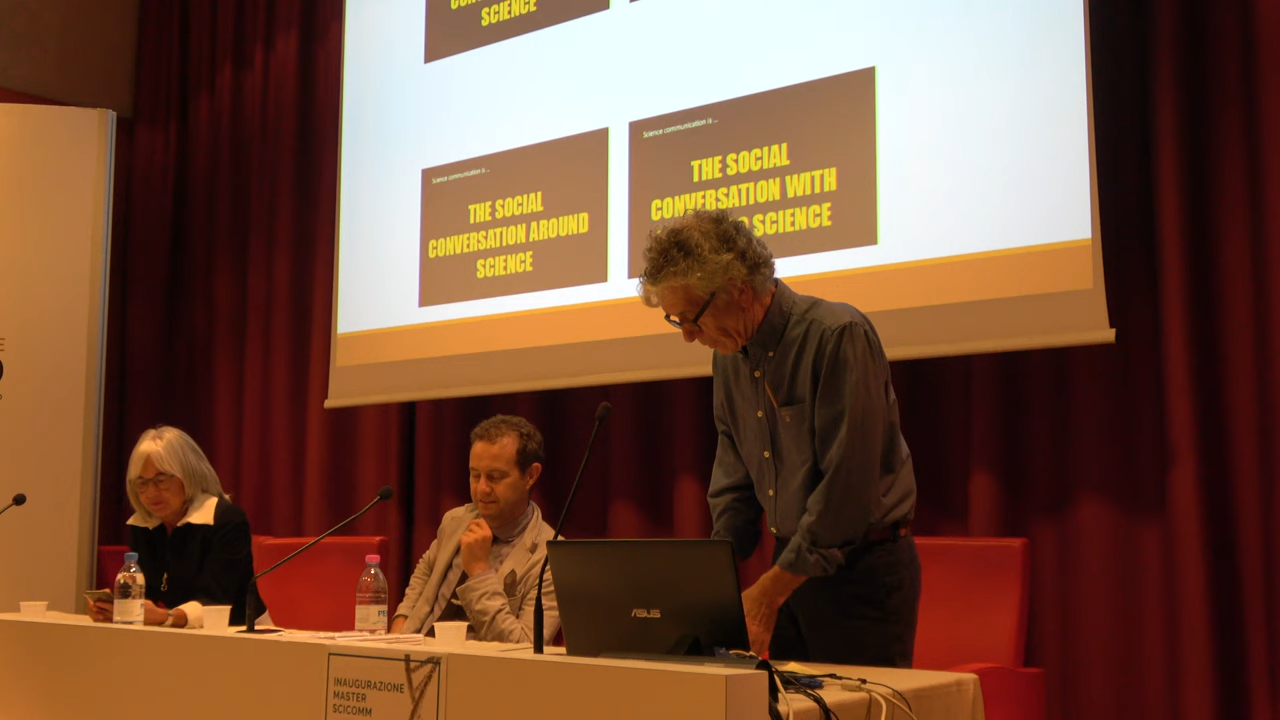 SCIENCE
Science communication is ...
THE SOCIAL
CONVERSATION AROUND
SCIENCE
Science communication is ...
THE SOCIAL
CONVERSATION WITH
SCIENCE
ASUS
INAUGURAZIONE
MASTER
SCICOMM